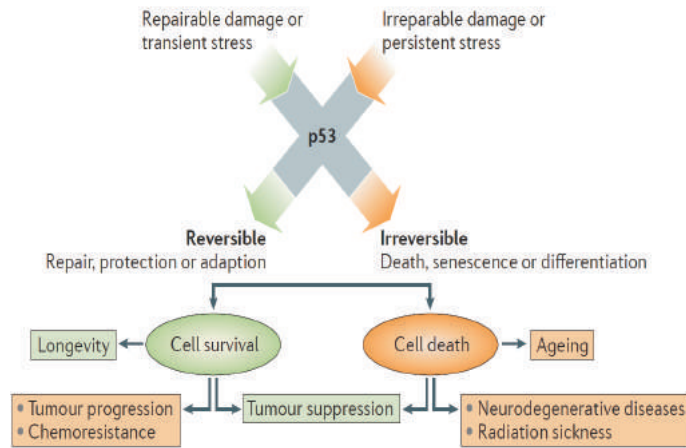 Repairable damage or
transient stress
Irreparable damage or
persistent stress
p53
Reversible
Repair, protection or adaption
Irreversible
Death, senescence or differentiation
Longevity
Cell survival
Cell death
Ageing
• Tumour progression
• Chemoresistance
Tumour suppression
• Neurodegenerative diseases
• Radiation sickness